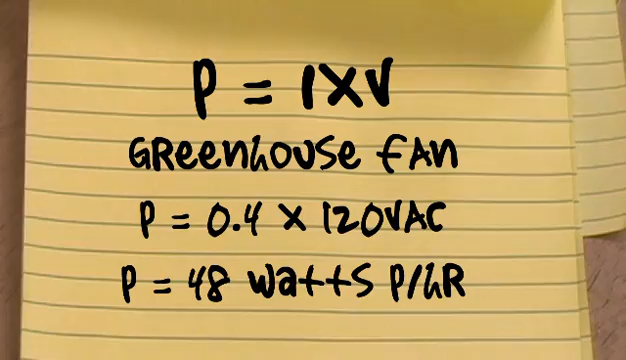 P = IXV
GReenhouse fAn
P = 0.4 X 120VAC
P = 48 WattS P/hR